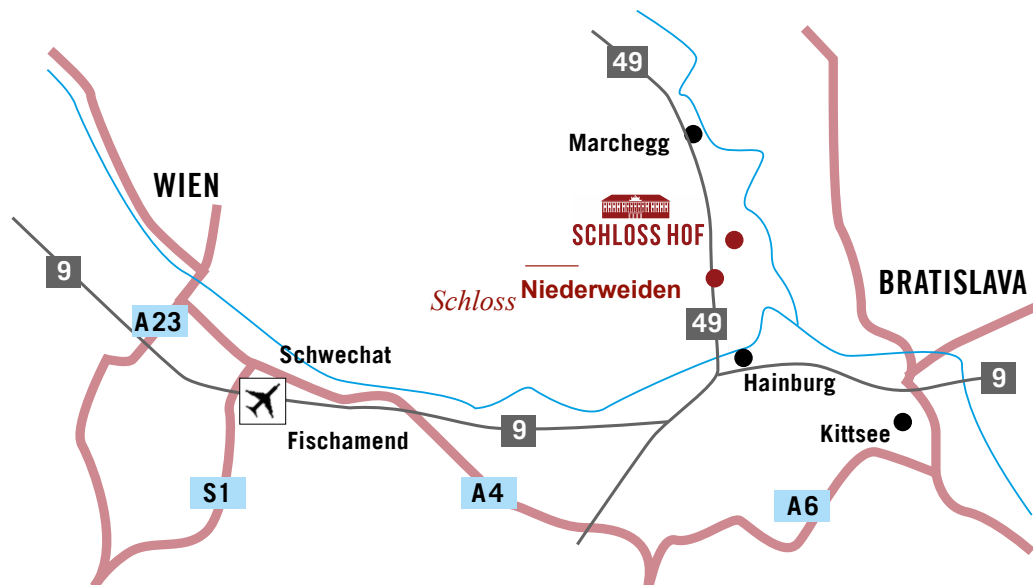 49
Marchegg
WIEN
SCHLOSS HOF
9
BRATISLAVA
Schloss Niederweiden
A23
49
Schwechat
Hainburg
9
Fischamend
9
Kittsee
S1
A4
A6